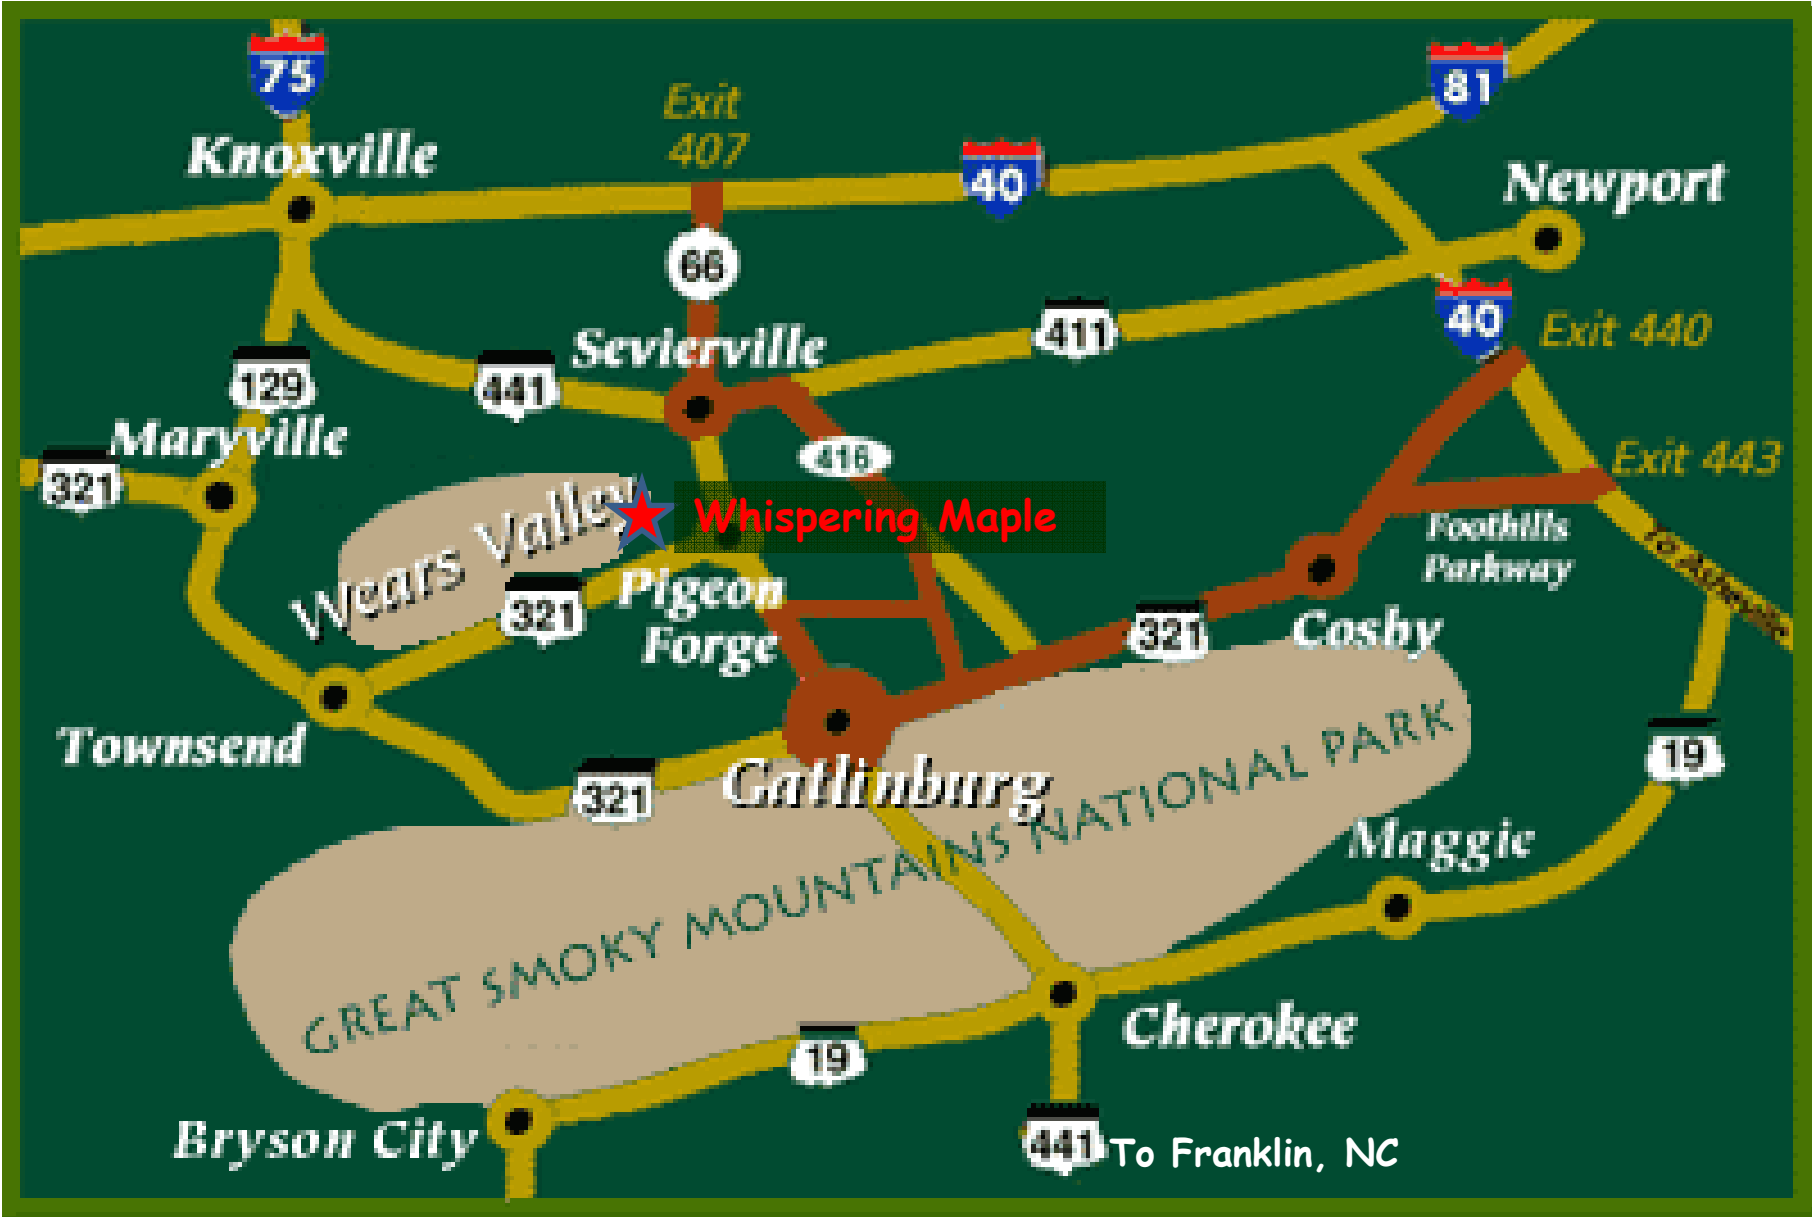 75
81
Exit
407
Knoxville
40
Newport
66
411
40
Exit 440
Sevierville
129
441
Maryville
416
Exit 443
321
Wears Valley
Whispering Maple
Foothills
Parkway
To Asheville
321
Pigeon
Forge
321
Cosby
Townsend
19
321
Gatlinburg
GREAT SMOKY MOUNTAINS NATIONAL PARK
Maggie
Cherokee
19
Bryson City
441
To Franklin, NC